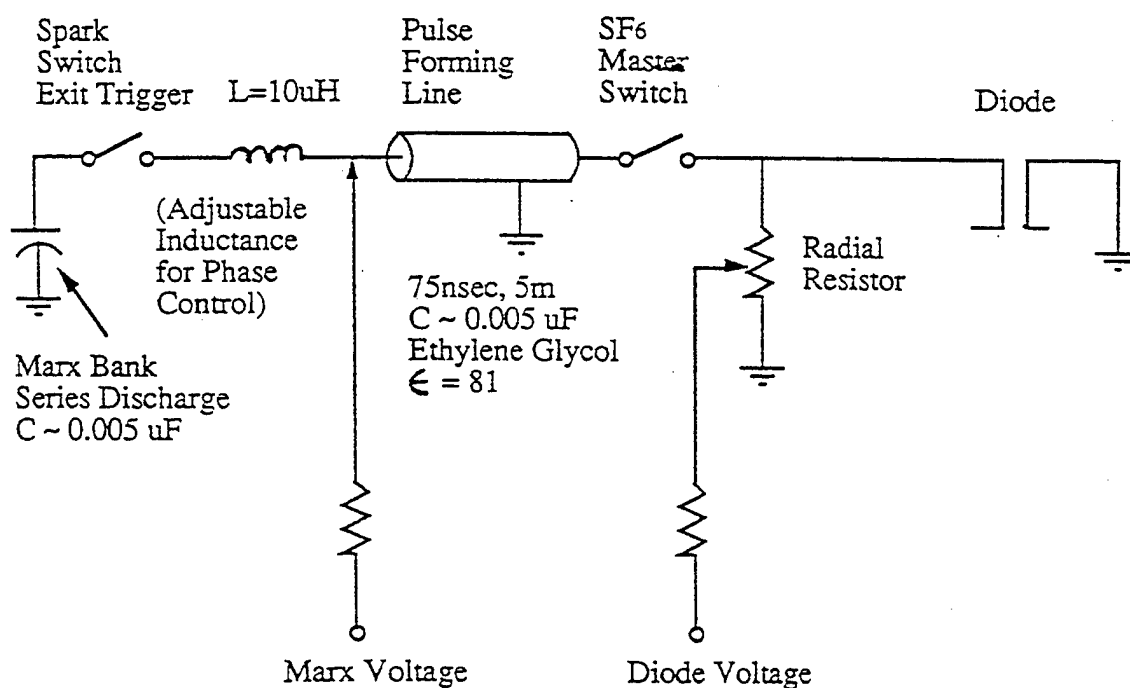 Spark
Switch
Exit Trigger
L=10uH
Pulse
Forming
Line
SF6
Master
Switch
Diode
(Adjustable
Inductance
for Phase
Control)
Radial
Resistor
75nsec, 5m
C ~ 0.005 uF
Ethylene Glycol
ϵ = 81
Marx Bank
Series Discharge
C ~ 0.005 uF
Marx Voltage
Diode Voltage